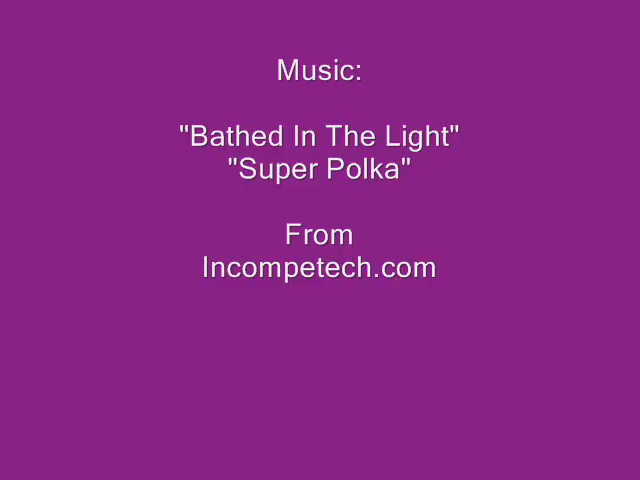 Music:
"Bathed In The Light"
"Super Polka"
From
Incompetech.com